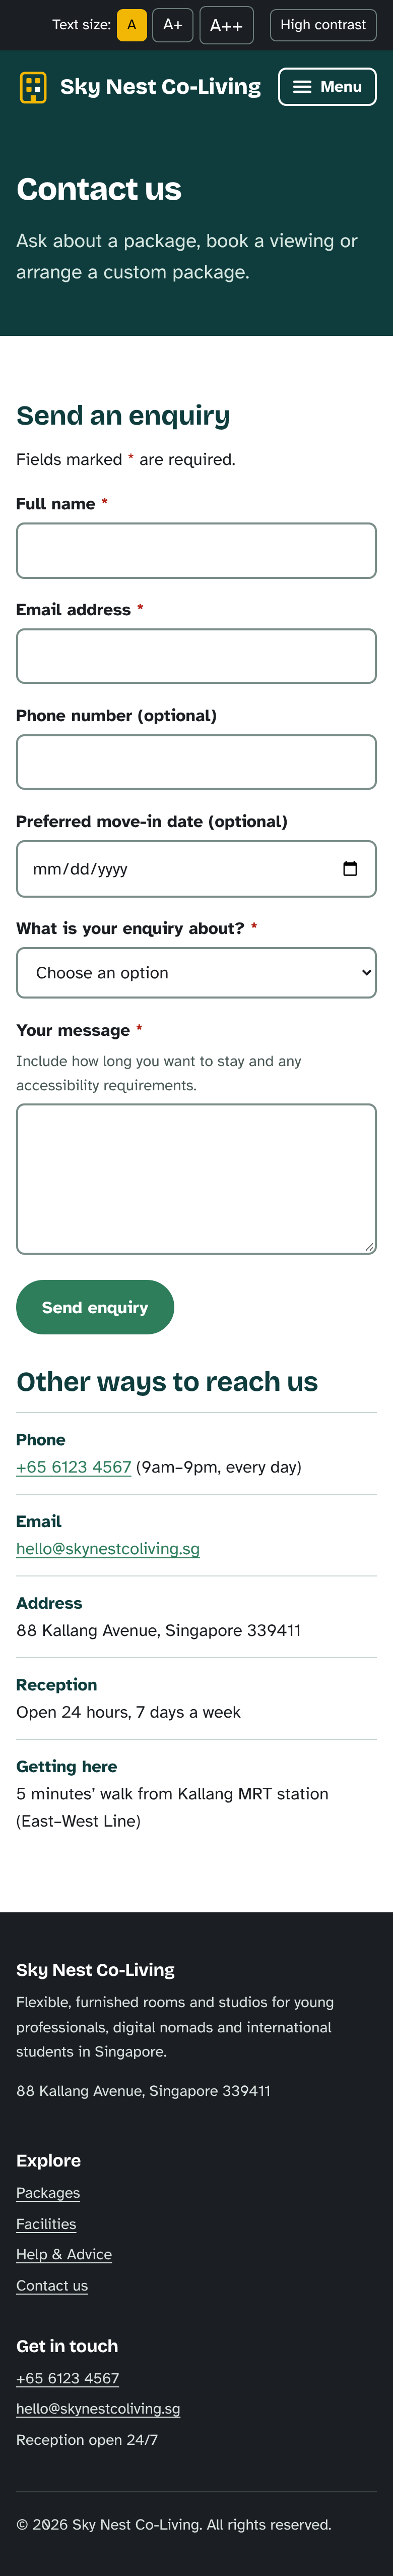 Text size: A A+ A++ High contrast
Sky Nest Co-Living Menu
Contact us
Ask about a package, book a viewing or
arrange a custom package.
Send an enquiry
Fields marked * are required.
Full name *
Email address *
Phone number (optional)
Preferred move-in date (optional)
mm/dd/yyyy
What is your enquiry about? *
Choose an option
Your message *
Include how long you want to stay and any
accessibility requirements.
Send enquiry
Other ways to reach us
Phone
+65 6123 4567 (9am–9pm, every day)
Email
hello@skynestcoliving.sg
Address
88 Kallang Avenue, Singapore 339411
Reception
Open 24 hours, 7 days a week
Getting here
5 minutes’ walk from Kallang MRT station
(East–West Line)
Sky Nest Co-Living
Flexible, furnished rooms and studios for young
professionals, digital nomads and international
students in Singapore.
88 Kallang Avenue, Singapore 339411
Explore
Packages
Facilities
Help & Advice
Contact us
Get in touch
+65 6123 4567
hello@skynestcoliving.sg
Reception open 24/7
© 2026 Sky Nest Co-Living. All rights reserved.